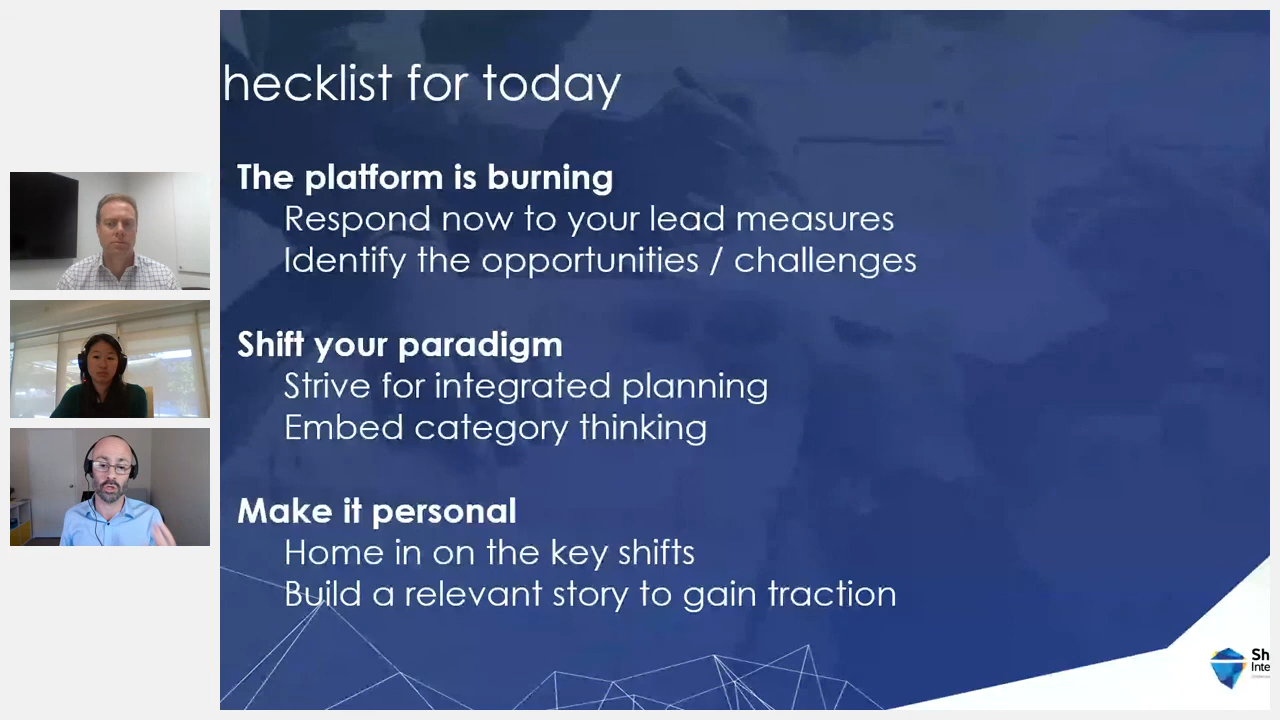 hecklist for today
The platform is burning
Respond now to your lead measures
Identify the opportunities / challenges
Shift your paradigm
Strive for integrated planning
Embed category thinking
Make it personal
Home in on the key shifts
Build a relevant story to gain traction
Sh
Inte